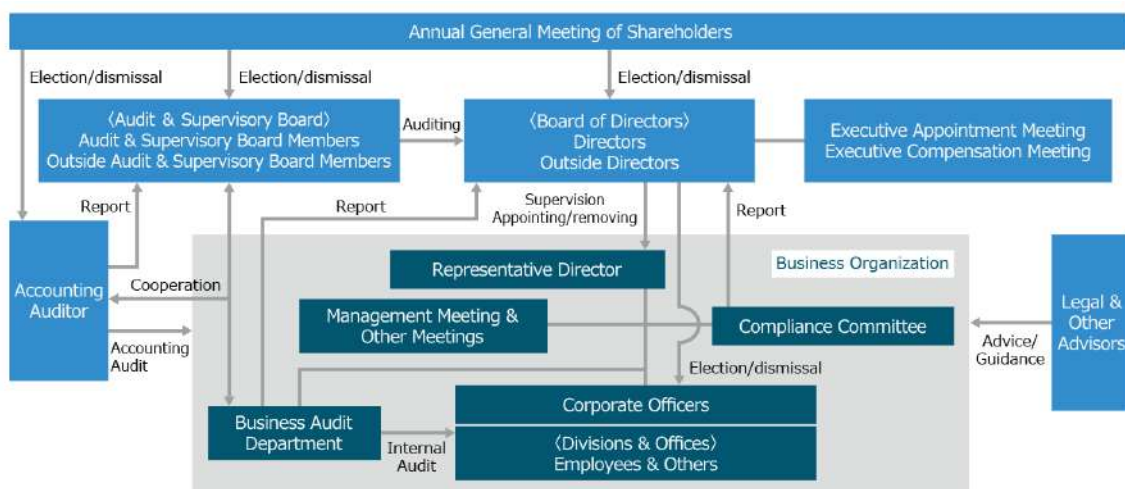 Annual General Meeting of Shareholders
Election/dismissal
Election/dismissal
Election/dismissal
〈Audit & Supervisory Board〉
Audit & Supervisory Board Members
Outside Audit & Supervisory Board Members
Auditing
〈Board of Directors〉
Directors
Outside Directors
Executive Appointment Meeting
Executive Compensation Meeting
Report
Report
Supervision
Appointing/removing
Report
Accounting
Auditor
Cooperation
Accounting
Audit
Representative Director
Business Organization
Management Meeting &
Other Meetings
Compliance Committee
Legal &
Other
Advisors
Advice/
Guidance
Election/dismissal
Business Audit
Department
Internal
Audit
Corporate Officers
〈Divisions & Offices〉
Employees & Others